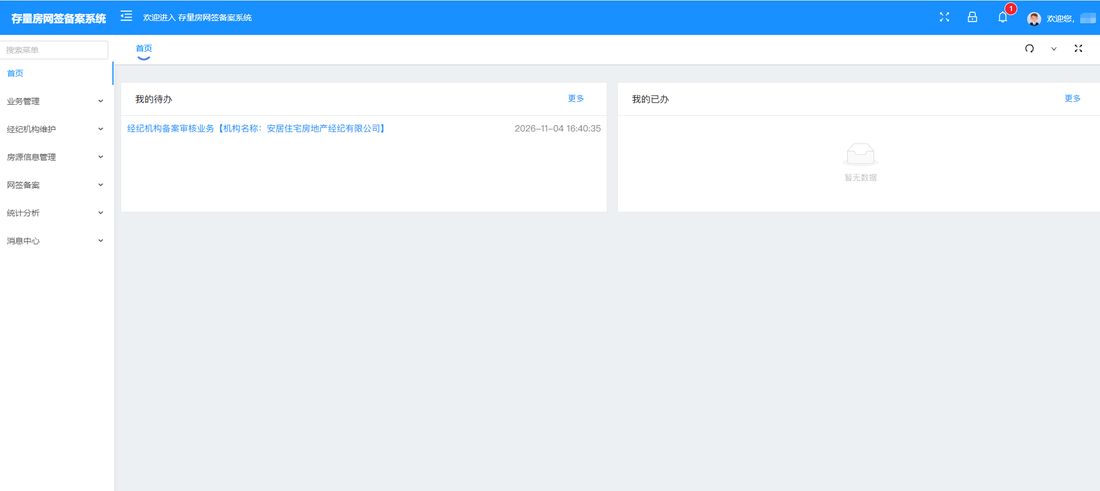 存量房网签备案系统
欢迎进入 存量房网签备案系统
1
欢迎您,
搜索菜单
首页
首页
业务管理
经纪机构维护
房源信息管理
网签备案
统计分析
消息中心
我的待办
更多
经纪机构备案审核业务【机构名称：安居住宅房地产经纪有限公司】
2026-11-04 16:40:35
我的已办
更多
暂无数据